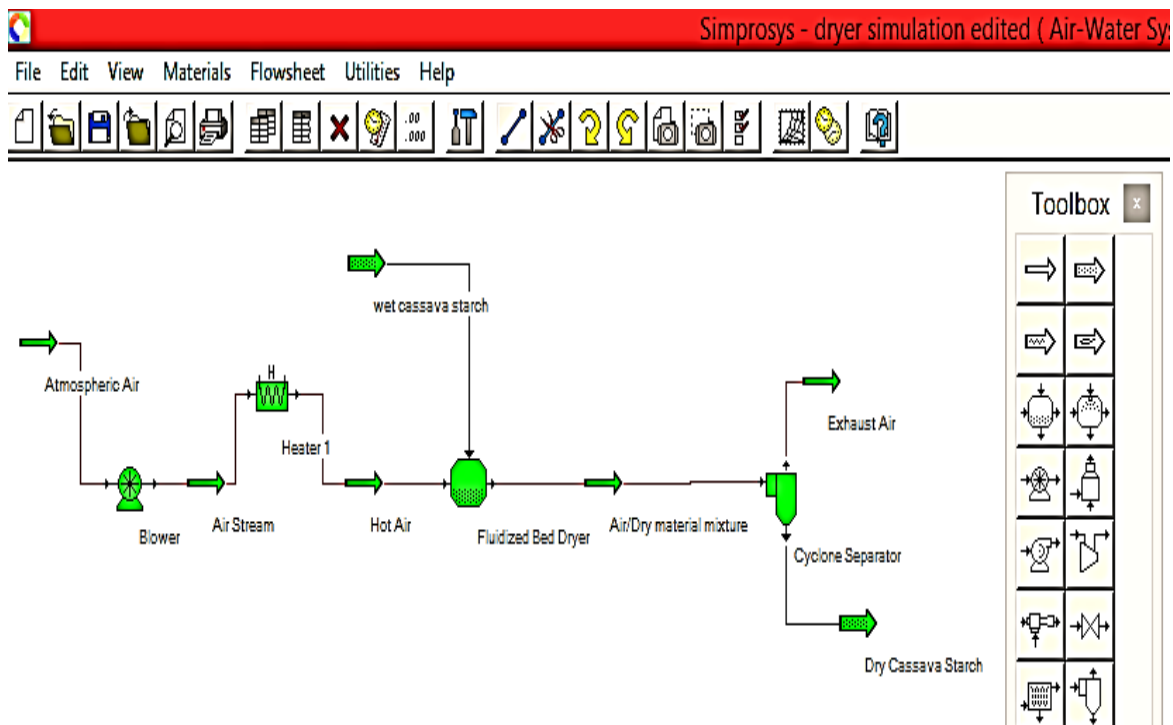 Simprosys - dryer simulation edited ( Air-Water Sys
File Edit View Materials Flowsheet Utilities Help
.00
.000
Toolbox
x
wet cassava starch
Atmospheric Air
H
Heater 1
Exhaust Air
Blower
Air Stream
Hot Air
Fluidized Bed Dryer
Air/Dry material mixture
Cyclone Separator
Dry Cassava Starch